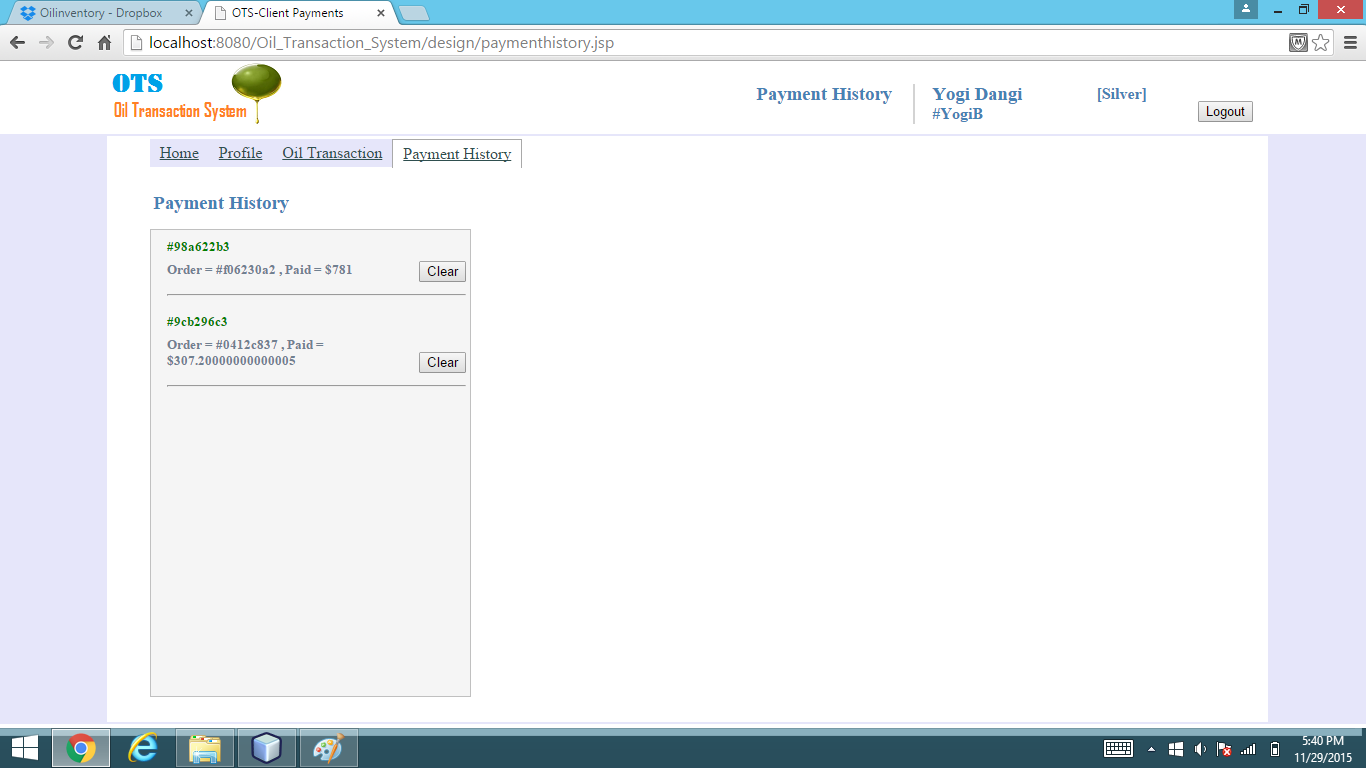 Oilinventory - Dropbox
OTS-Client Payments
localhost:8080/Oil_Transaction_System/design/paymenthistory.jsp
OTS
Oil Transaction System
Payment History
Yogi Dangi
[Silver]
#YogiB
Logout
Home Profile Oil Transaction Payment History
Payment History
#98a622b3
Order = #f06230a2 , Paid = $781
Clear
#9cb296c3
Order = #0412c837 , Paid =
$307.20000000000005
Clear
5:40 PM
11/29/2015